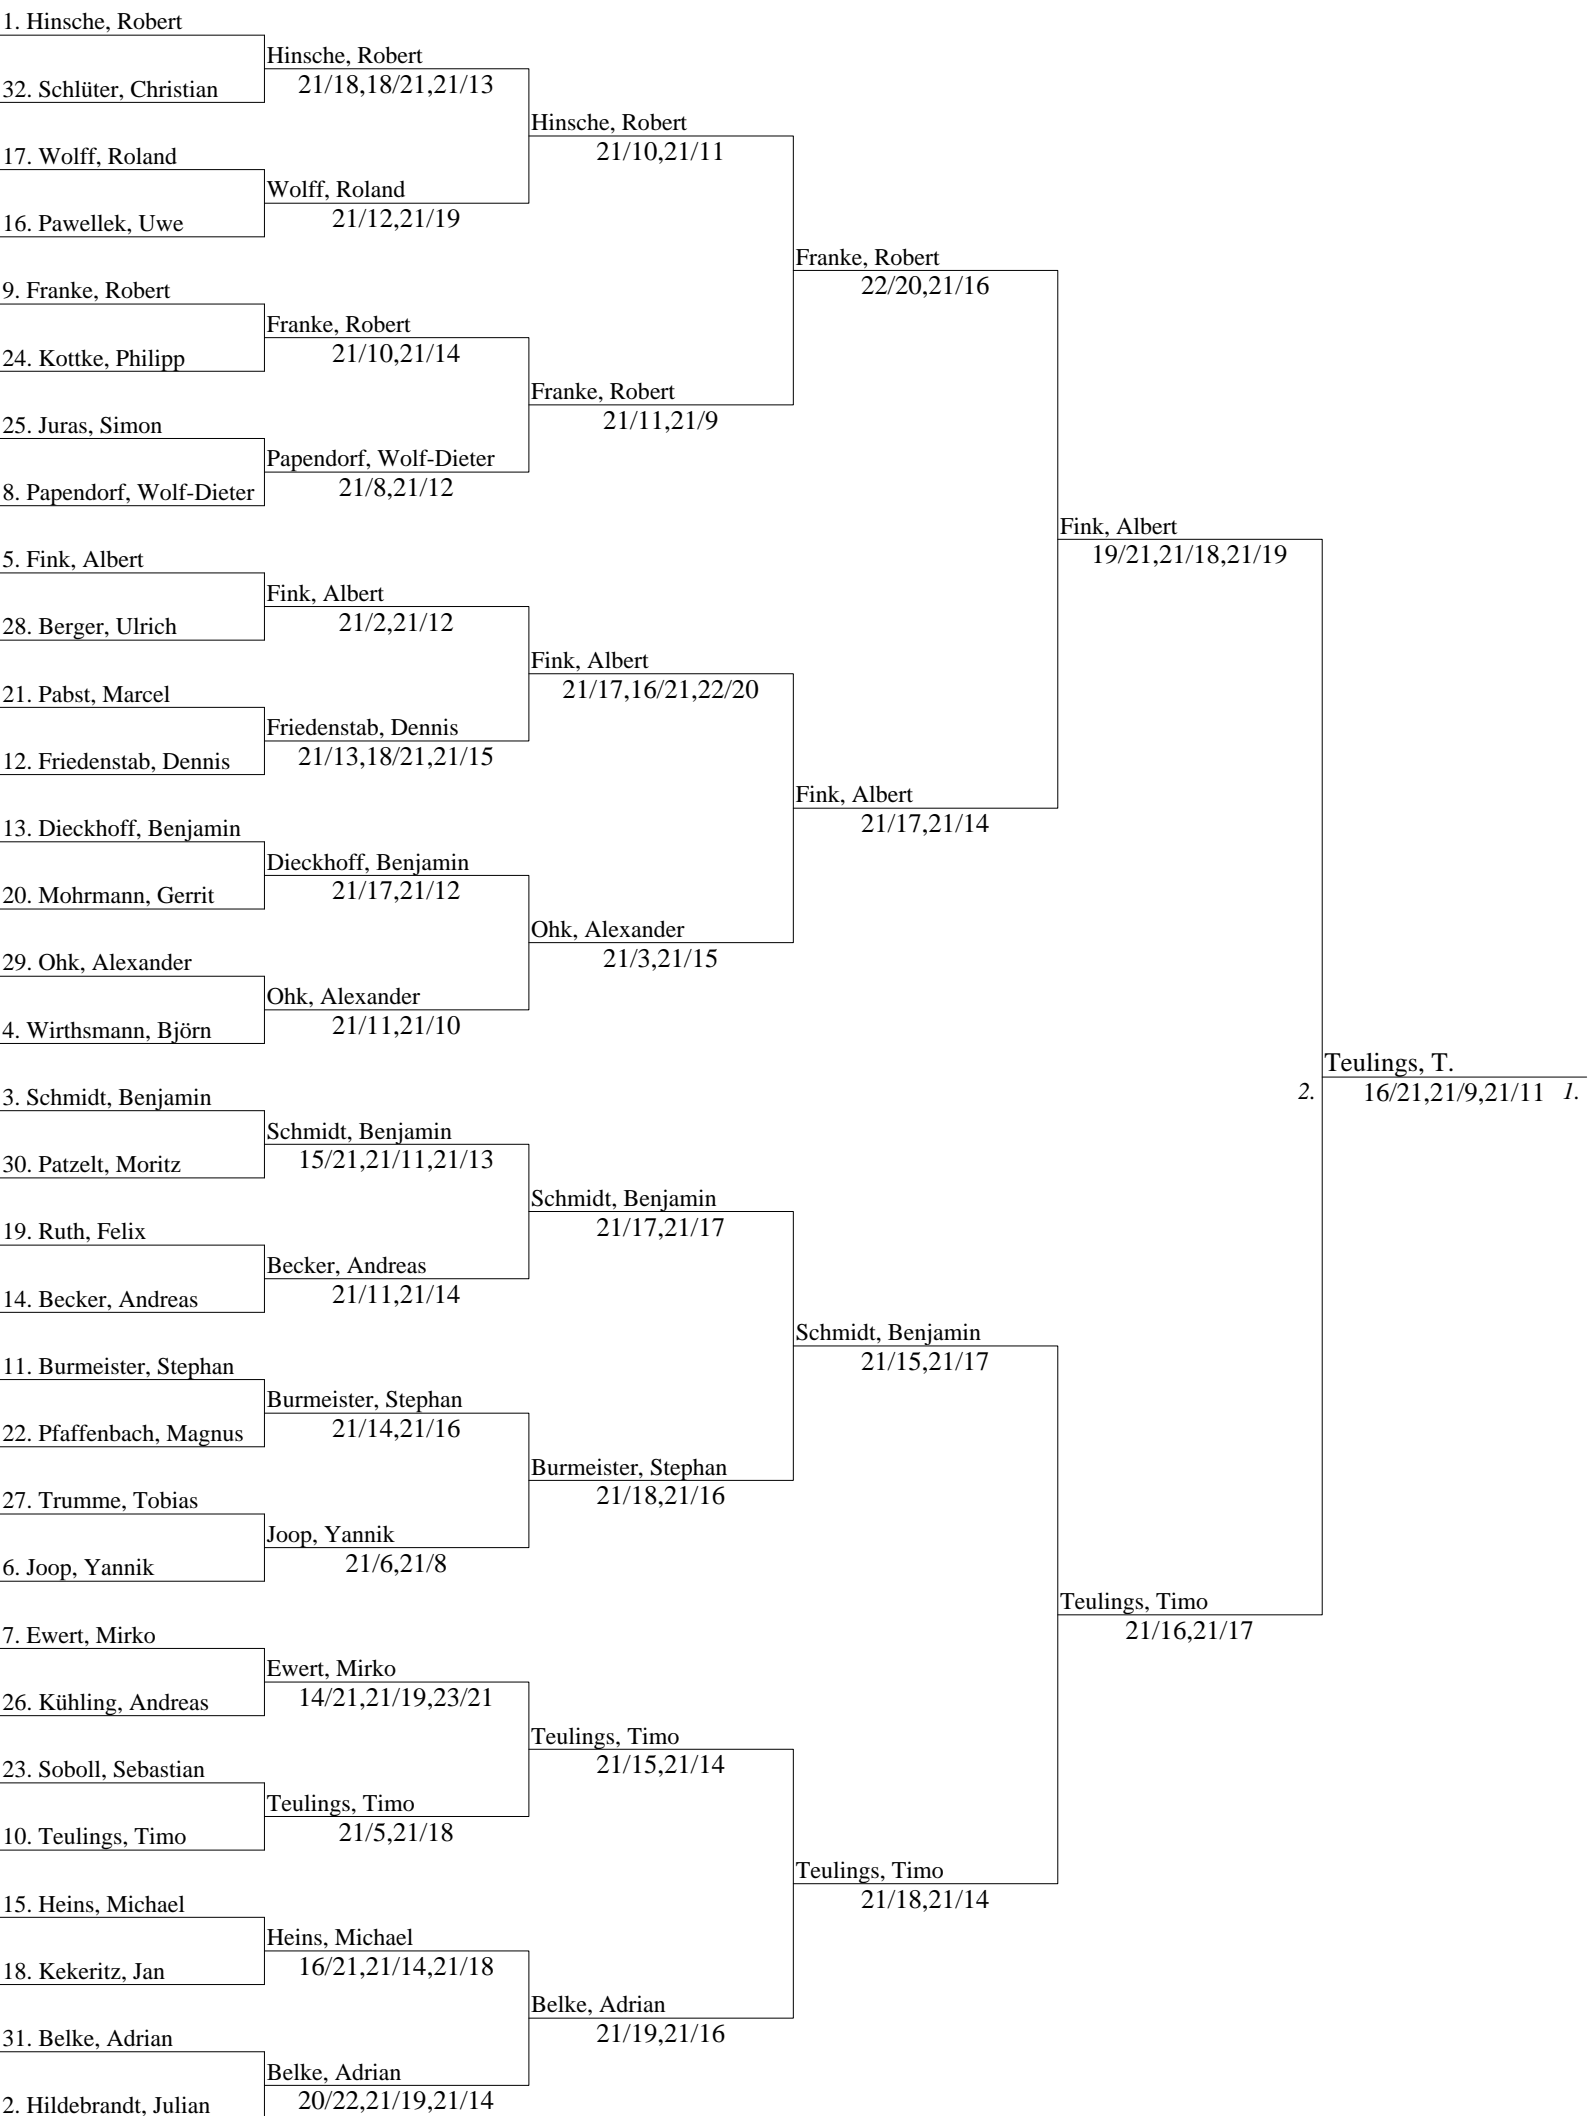 1. Hinsche, Robert
Hinsche, Robert
32. Schlüter, Christian
21/18,18/21,21/13
Hinsche, Robert
17. Wolff, Roland
21/10,21/11
Wolff, Roland
16. Pawellek, Uwe
21/12,21/19
Franke, Robert
9. Franke, Robert
22/20,21/16
Franke, Robert
24. Kottke, Philipp
21/10,21/14
Franke, Robert
25. Juras, Simon
21/11,21/9
Papendorf, Wolf-Dieter
8. Papendorf, Wolf-Dieter
21/8,21/12
Fink, Albert
5. Fink, Albert
19/21,21/18,21/19
Fink, Albert
28. Berger, Ulrich
21/2,21/12
Fink, Albert
21. Pabst, Marcel
21/17,16/21,22/20
Friedenstab, Dennis
12. Friedenstab, Dennis
21/13,18/21,21/15
Fink, Albert
13. Dieckhoff, Benjamin
21/17,21/14
Dieckhoff, Benjamin
20. Mohrmann, Gerrit
21/17,21/12
Ohk, Alexander
29. Ohk, Alexander
21/3,21/15
Ohk, Alexander
4. Wirthsmann, Björn
21/11,21/10
Teulings, T.
2.
16/21,21/9,21/11
1.
3. Schmidt, Benjamin
Schmidt, Benjamin
30. Patzelt, Moritz
15/21,21/11,21/13
Schmidt, Benjamin
19. Ruth, Felix
21/17,21/17
Becker, Andreas
14. Becker, Andreas
21/11,21/14
Schmidt, Benjamin
11. Burmeister, Stephan
21/15,21/17
Burmeister, Stephan
22. Pfaffenbach, Magnus
21/14,21/16
Burmeister, Stephan
27. Trumme, Tobias
21/18,21/16
Joop, Yannik
6. Joop, Yannik
21/6,21/8
Teulings, Timo
7. Ewert, Mirko
21/16,21/17
Ewert, Mirko
26. Kühling, Andreas
14/21,21/19,23/21
Teulings, Timo
23. Soboll, Sebastian
21/15,21/14
Teulings, Timo
10. Teulings, Timo
21/5,21/18
Teulings, Timo
15. Heins, Michael
21/18,21/14
Heins, Michael
18. Kekeritz, Jan
16/21,21/14,21/18
Belke, Adrian
31. Belke, Adrian
21/19,21/16
Belke, Adrian
2. Hildebrandt, Julian
20/22,21/19,21/14